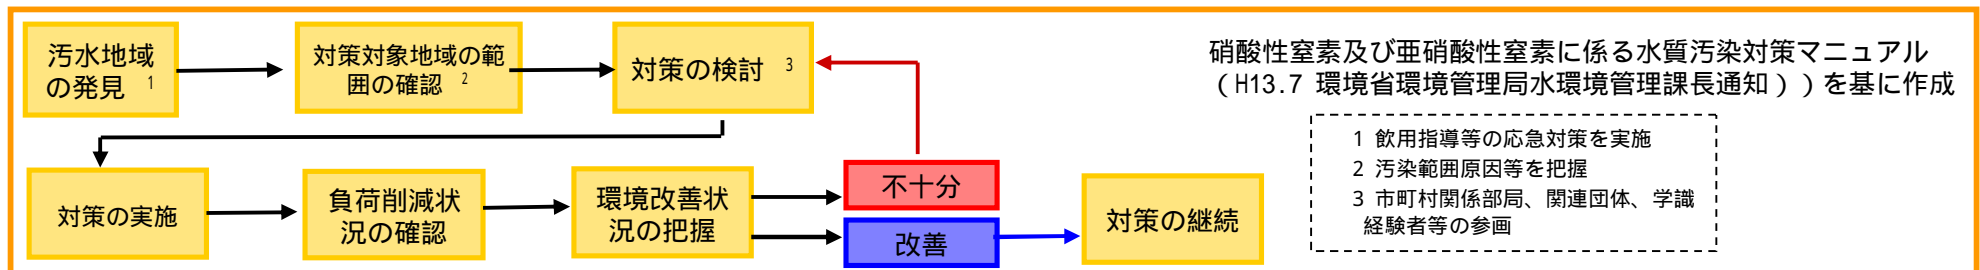 汚水地域
の発見 1
対策対象地域の範
囲の確認 2
対策の検討 3
硝酸性窒素及び亜硝酸性窒素に係る水質汚染対策マニュアル
(H13.7 環境省環境管理局水環境管理課長通知))を基に作成
1 飲用指導等の応急対策を実施
2 汚染範囲原因等を把握
3 市町村関係部局、関連団体、学識
経験者等の参画
対策の実施
負荷削減状
況の確認
環境改善状
況の把握
不十分
改善
対策の継続